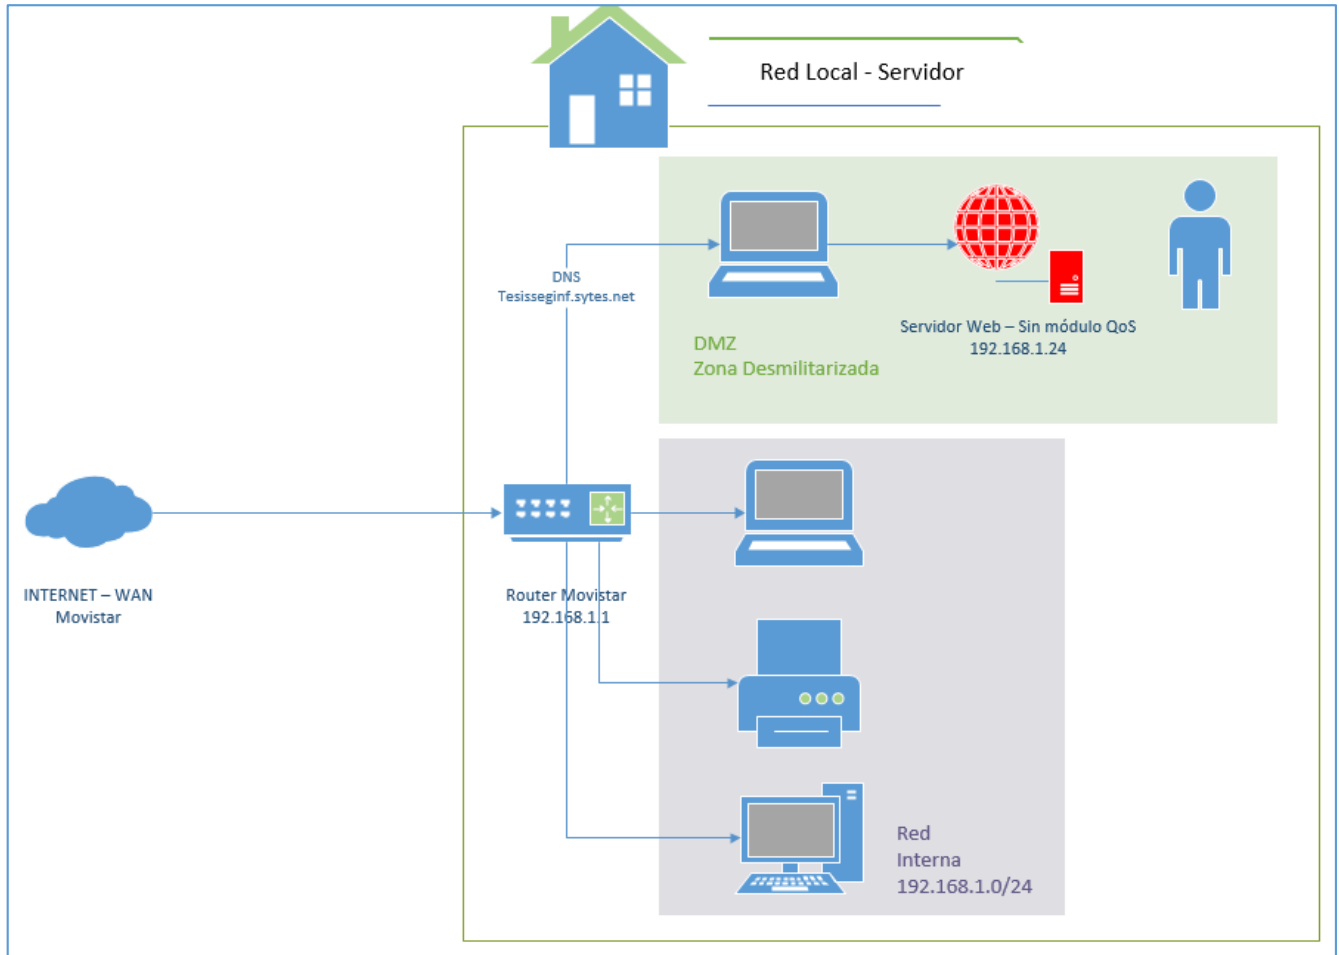 Red Local - Servidor
DNS
Tesisseginf.sytes.net
Servidor Web – Sin módulo QoS
192.168.1.24
DMZ
Zona Desmilitarizada
INTERNET – WAN
Movistar
Router Movistar
192.168.1.1
Red
Interna
192.168.1.0/24